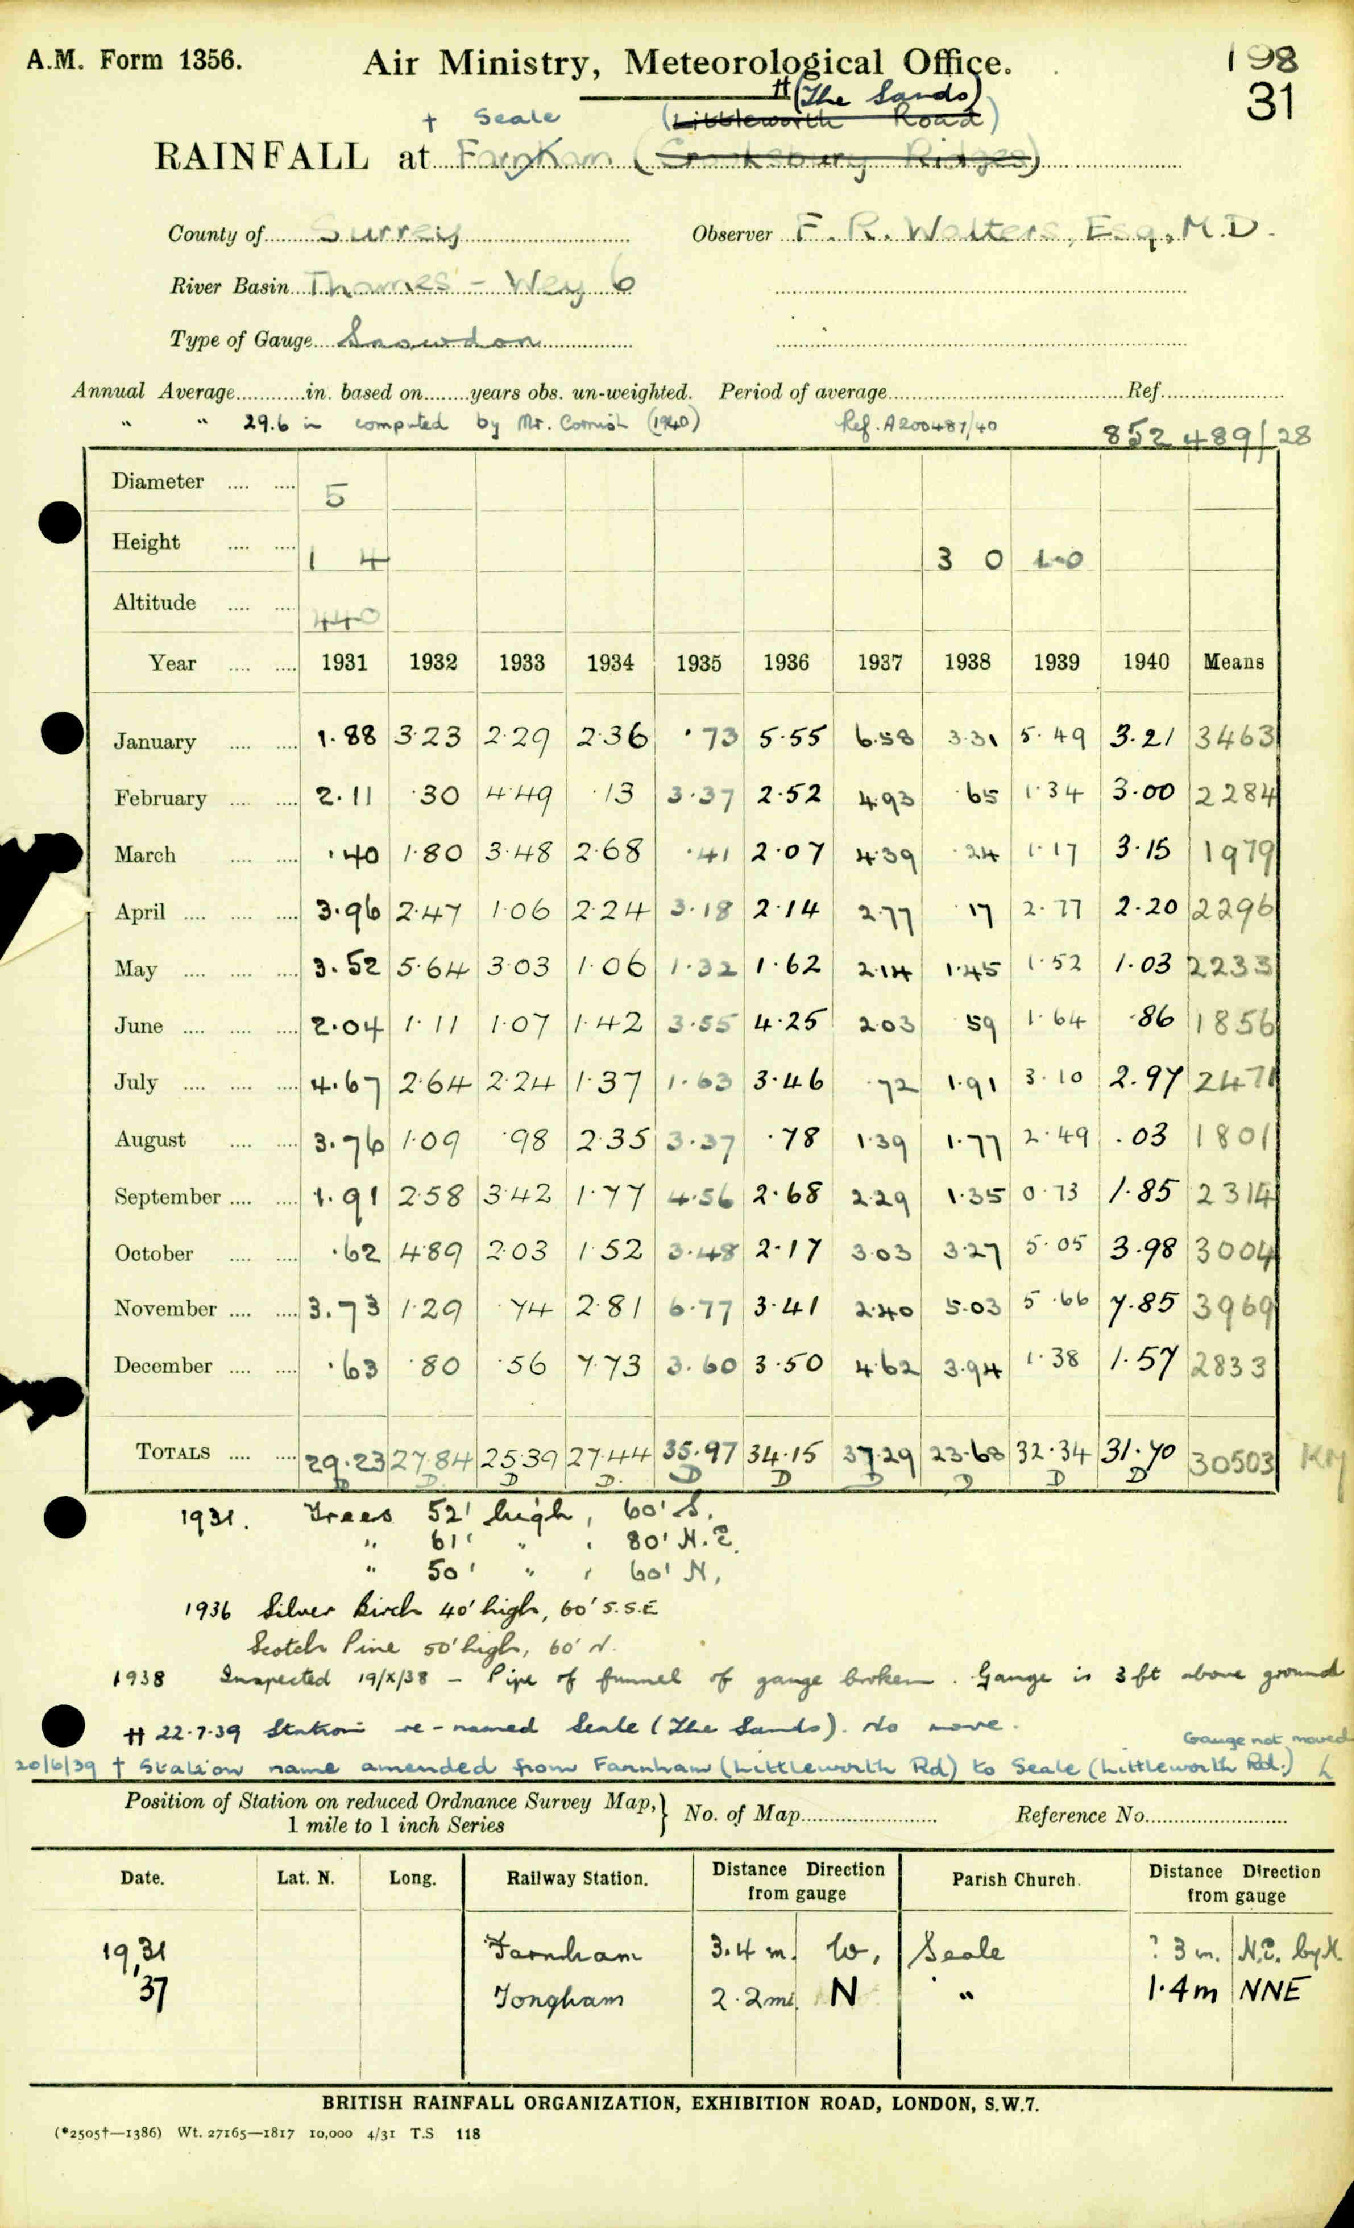 A.M. Form 1356.
Air Ministry, Meteorological Office.
198
31
# (The Sands)
† Seale (Littleworth Road)
RAINFALL at Farnham (Crooksbury Ridges)
County of Surrey Observer F. R. Walters, Esq., M.D.
River Basin Thames - Wey 6
Type of Gauge Snowdon
Annual Average in. based on years obs. un-weighted. Period of average Ref.
" " 29.6 in computed by Mr. Cornish (1940) Ref. A200487/40 852489/28
Diameter 5
Height 1 4 3 0 1·0
Altitude 440
Year 1931 1932 1933 1934 1935 1936 1937 1938 1939 1940 Means
January 1.88 3·23 2·29 2·36 ·73 5·55 6·58 3·31 5·49 3·21 3463
February 2·11 ·30 4·49 ·13 3·37 2·52 4·93 ·65 1·34 3·00 2284
March ·40 1·80 3·48 2·68 ·41 2·07 4·39 ·24 1·17 3·15 1979
April 3·96 2·47 1·06 2·24 3·18 2·14 2·77 ·17 2·77 2·20 2296
May 3·52 5·64 3·03 1·06 1·32 1·62 2·14 1·45 1·52 1·03 2233
June 2·04 1·11 1·07 1·42 3·55 4·25 2·03 ·59 1·64 ·86 1856
July 4·67 2·64 2·24 1·37 1·63 3·46 ·72 1·91 3·10 2·97 2471
August 3·76 1·09 ·98 2·35 3·37 ·78 1·39 1·77 2·49 .03 1801
September 1·91 2·58 3·42 1·77 4·56 2·68 2·29 1·35 0·73 1·85 2314
October ·62 4·89 2·03 1·52 3·48 2·17 3·03 3·27 5·05 3·98 3004
November 3·73 1·29 ·74 2·81 6·77 3·41 2·40 5·03 5·66 7·85 3969
December ·63 ·80 ·56 7·73 3·60 3·50 4·62 3·94 1·38 1·57 2833
TOTALS 29·23 27·84 25·39 27·44 35·97 34·15 37·29 23·68 32·34 31·70 30503 KM
D D D D D D D D D D
1931. Trees 52' high, 60' S,
" 61' " , 80' N.E.
" 50' " , 60' N,
1936 Silver Birch 40' high, 60' S.S.E
Scotch Pine 50' high, 60' N.
1938 Inspected 19/X/38 - Pipe of funnel of gauge broken. Gauge is 3 ft above ground
# 22·7·39 Station re-named Seale (The Sands). No move.
Gauge not moved
20/6/39 † Station name amended from Farnham (Littleworth Rd) to Seale (Littleworth Rd.)
Position of Station on reduced Ordnance Survey Map, 1 mile to 1 inch Series } No. of Map Reference No.
Date. Lat. N. Long. Railway Station. Distance Direction from gauge Parish Church. Distance Direction from gauge
1931 Farnham 3.4 m. W, Seale ? 3 m. N.E. by N.
37 Tongham 2.2 mi. N " 1·4m NNE
BRITISH RAINFALL ORGANIZATION, EXHIBITION ROAD, LONDON, S.W.7.
(*2505†—1386) Wt. 27165—1817 10,000 4/31 T.S 118